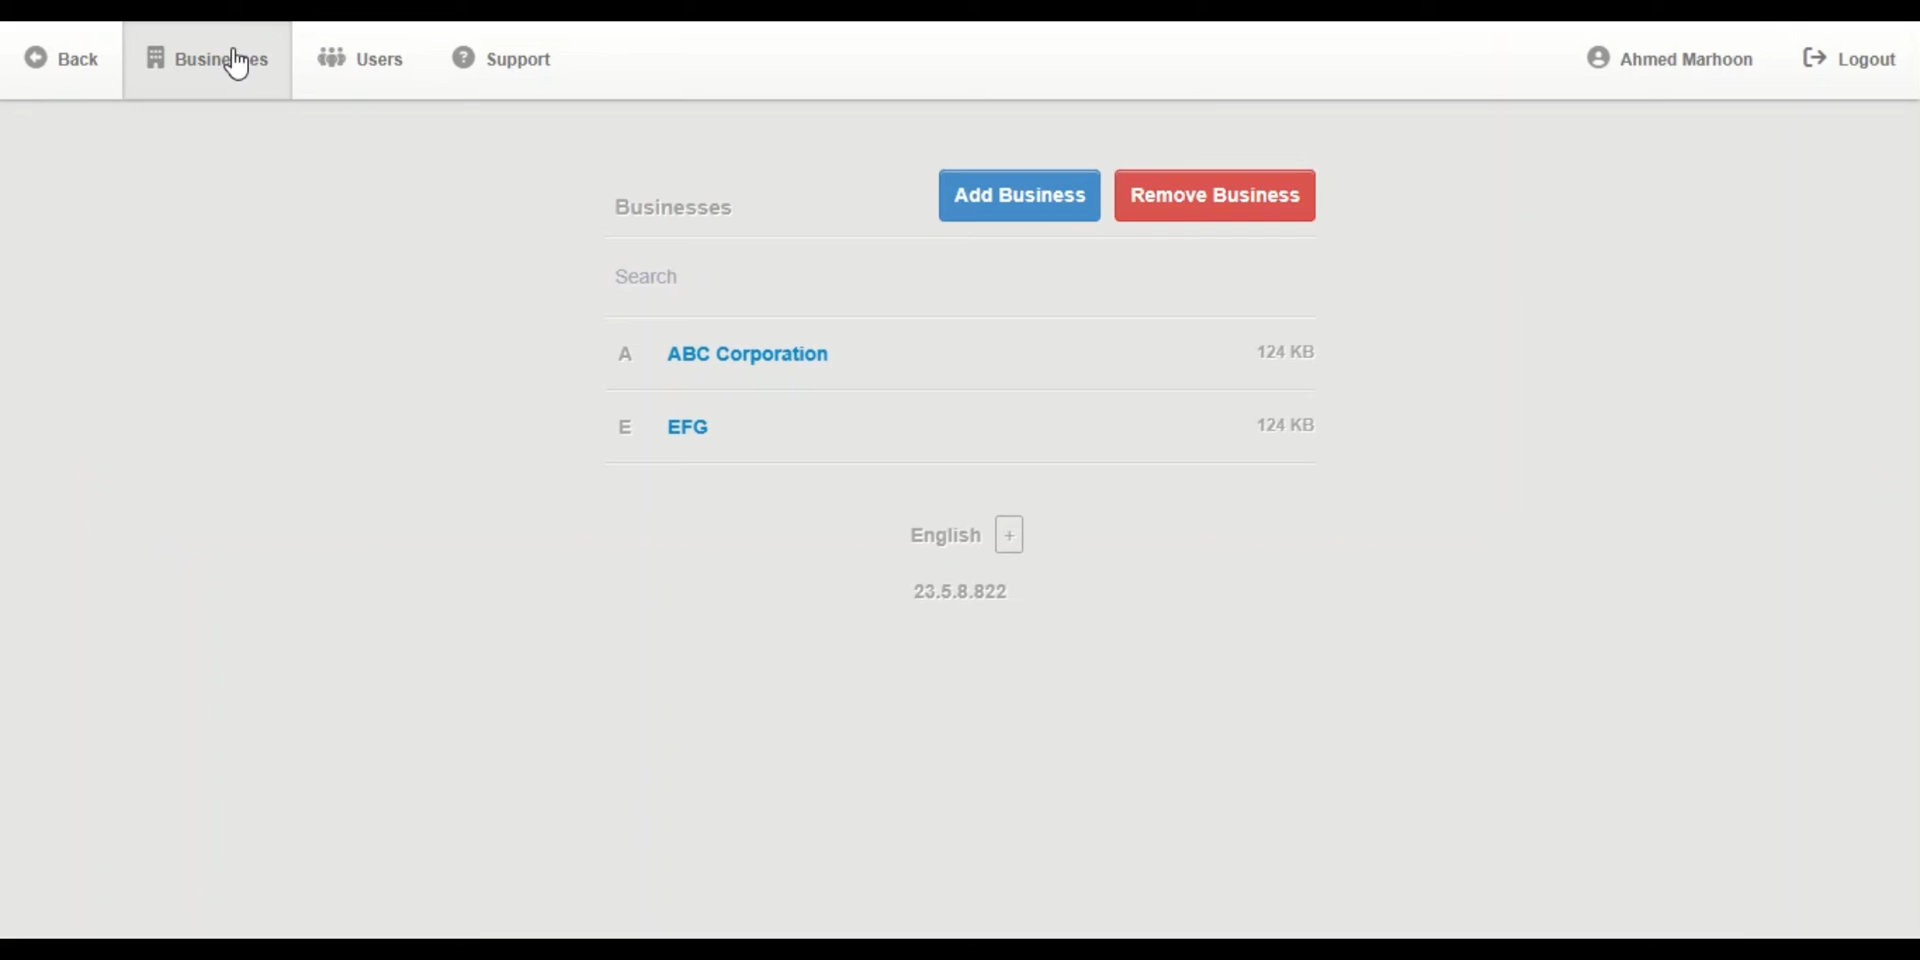 Back Businesses Users Support Ahmed Marhoon Logout
Businesses Add Business Remove Business
Search
A ABC Corporation 124 KB
E EFG 124 KB
English +
23.5.8.822